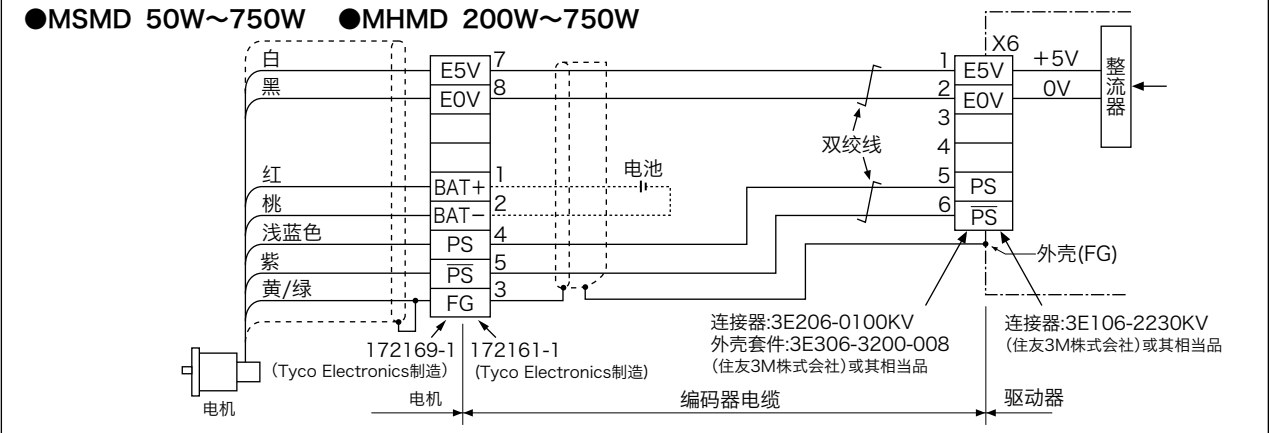 ●MSMD 50W～750W ●MHMD 200W～750W
白
黑
红
桃
浅蓝色
紫
黄/绿
E5V 7
E0V 8
BAT+ 1
BAT− 2
PS 4
P̅S̅ 5
FG 3
电池
双绞线
X6
1 E5V +5V
2 E0V 0V
3
4
5 PS
6 P̅S̅
整流器
外壳(FG)
172169-1
(Tyco Electronics制造)
172161-1
(Tyco Electronics制造)
连接器:3E206-0100KV
外壳套件:3E306-3200-008
(住友3M株式会社)或其相当品
连接器:3E106-2230KV
(住友3M株式会社)或其相当品
电机
电机
编码器电缆
驱动器